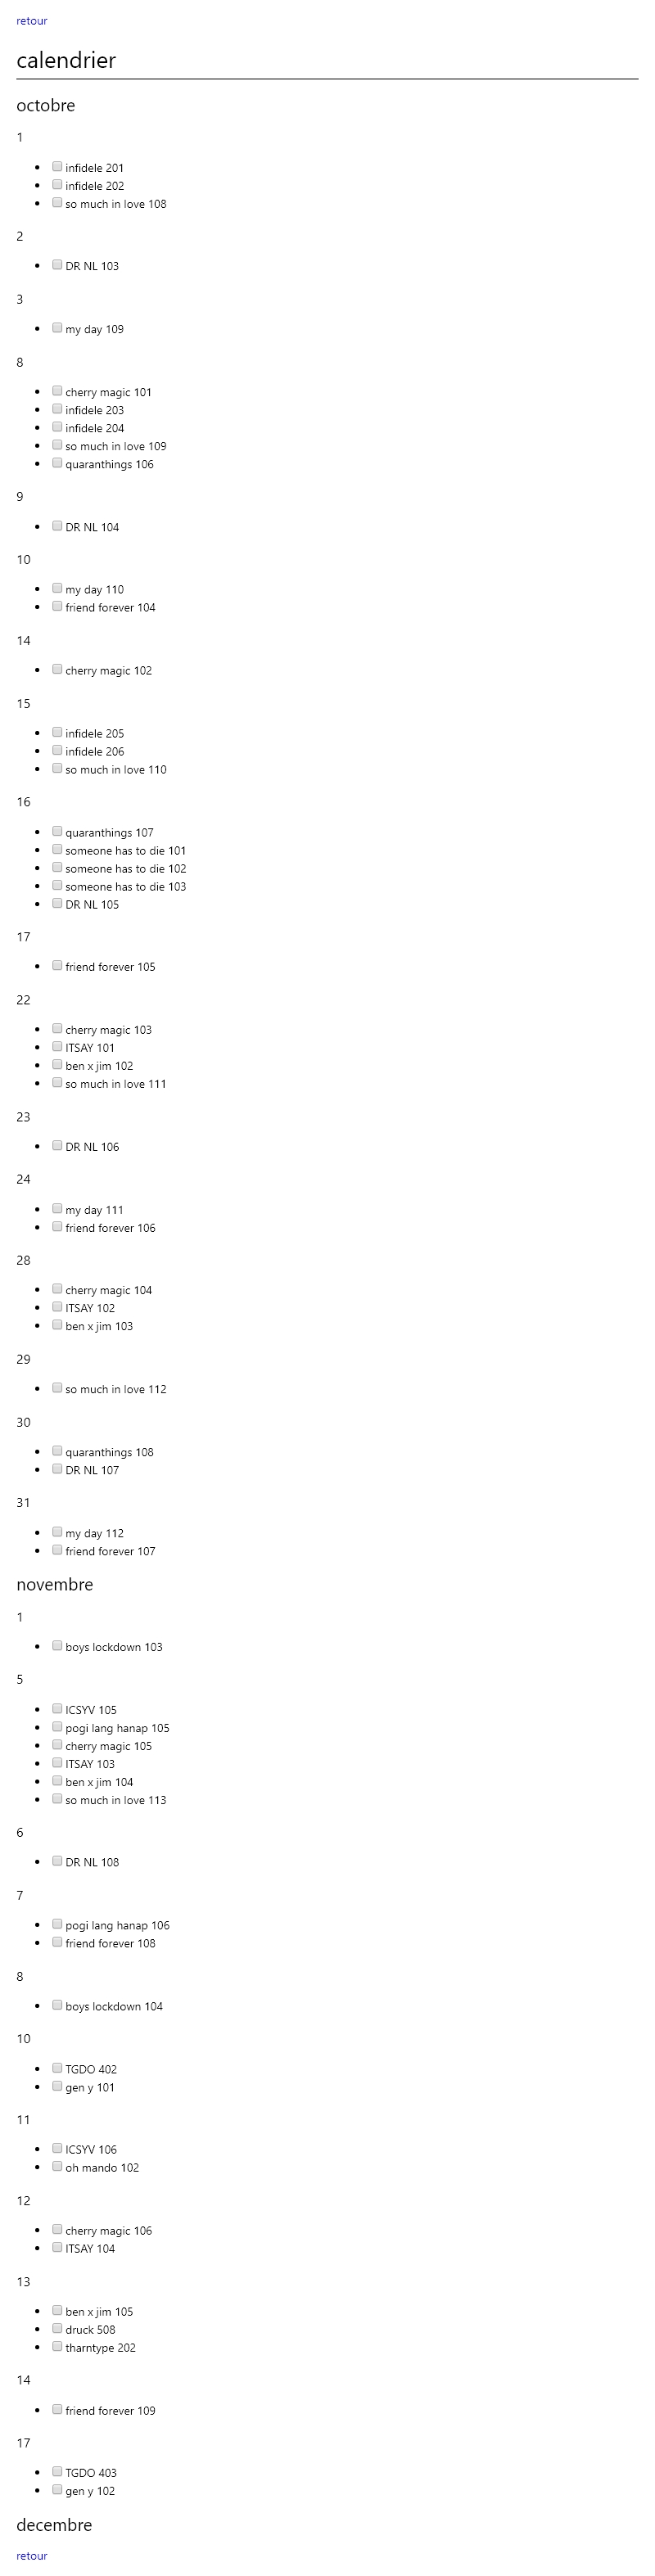 retour
calendrier
octobre
1
infidele 201
infidele 202
so much in love 108
2
DR NL 103
3
my day 109
8
cherry magic 101
infidele 203
infidele 204
so much in love 109
quaranthings 106
9
DR NL 104
10
my day 110
friend forever 104
14
cherry magic 102
15
infidele 205
infidele 206
so much in love 110
16
quaranthings 107
someone has to die 101
someone has to die 102
someone has to die 103
DR NL 105
17
friend forever 105
22
cherry magic 103
ITSAY 101
ben x jim 102
so much in love 111
23
DR NL 106
24
my day 111
friend forever 106
28
cherry magic 104
ITSAY 102
ben x jim 103
29
so much in love 112
30
quaranthings 108
DR NL 107
31
my day 112
friend forever 107
novembre
1
boys lockdown 103
5
ICSYV 105
pogi lang hanap 105
cherry magic 105
ITSAY 103
ben x jim 104
so much in love 113
6
DR NL 108
7
pogi lang hanap 106
friend forever 108
8
boys lockdown 104
10
TGDO 402
gen y 101
11
ICSYV 106
oh mando 102
12
cherry magic 106
ITSAY 104
13
ben x jim 105
druck 508
tharntype 202
14
friend forever 109
17
TGDO 403
gen y 102
decembre
retour